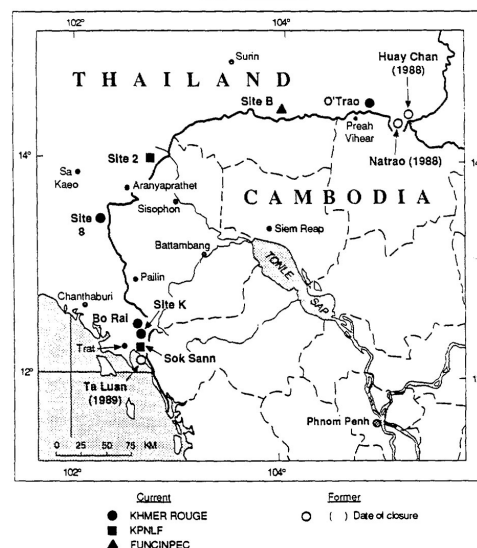 102°
104°
Surin
Huay Chan
(1988)
THAILAND
Site B
O'Trao
Preah
Vihear
14°
Site 2
Natrao (1988)
14°
Sa
Kaeo
Aranyaprathet
CAMBODIA
Sisophon
Site
8
Siem Reap
Battambang
TONLE
SAP
Pailin
Chanthaburi
Site K
Bo Rai
Trat
Sok Sann
12°
12°
Ta Luan
(1989)
Phnom Penh
0 25 50 75
KM
102°
104°
Current
Former
KHMER ROUGE
( ) Date of closure
KPNLF
FUNCINPEC